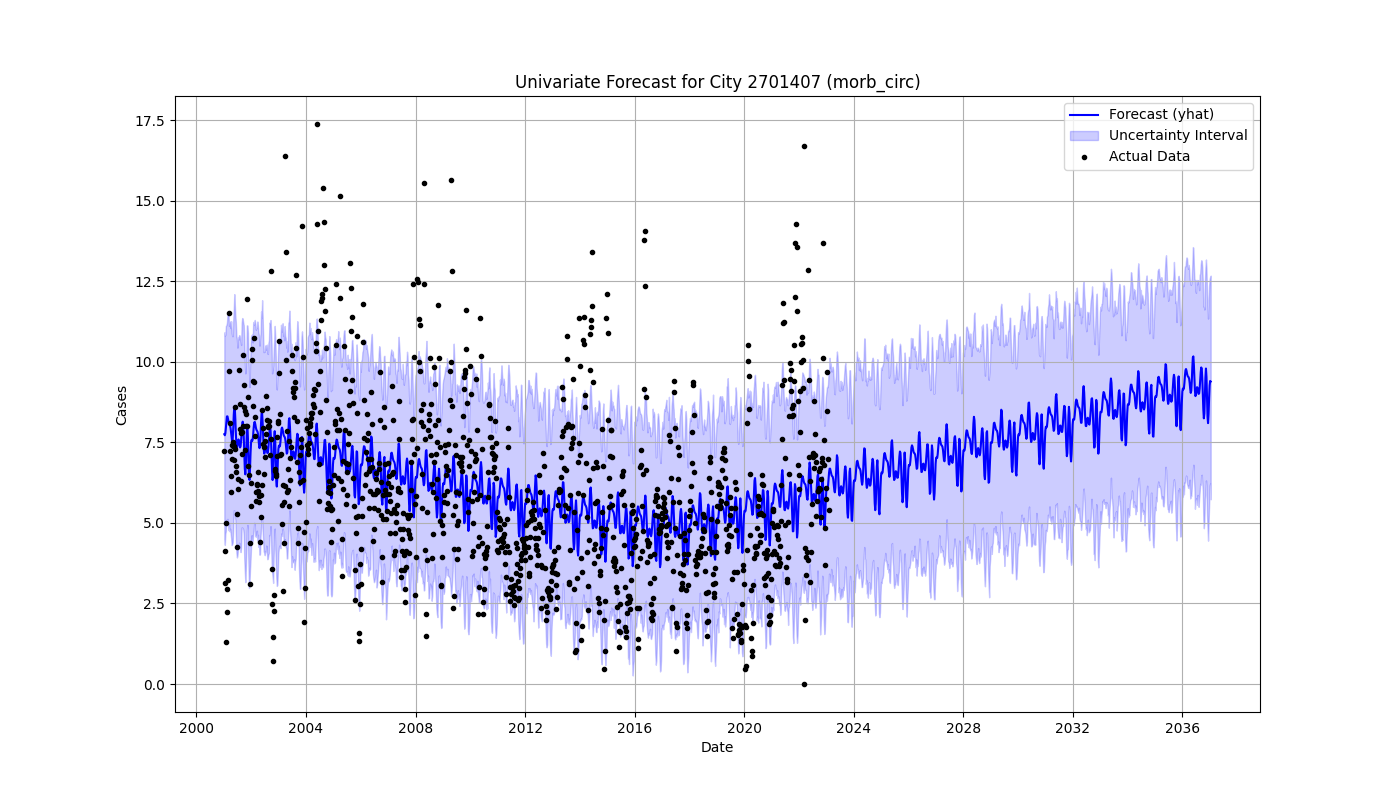 Univariate Forecast for City 2701407 (morb_circ)
Forecast (yhat)
Uncertainty Interval
Actual Data
17.5
15.0
12.5
10.0
7.5
5.0
2.5
0.0
Cases
2000 2004 2008 2012 2016 2020 2024 2028 2032 2036
Date